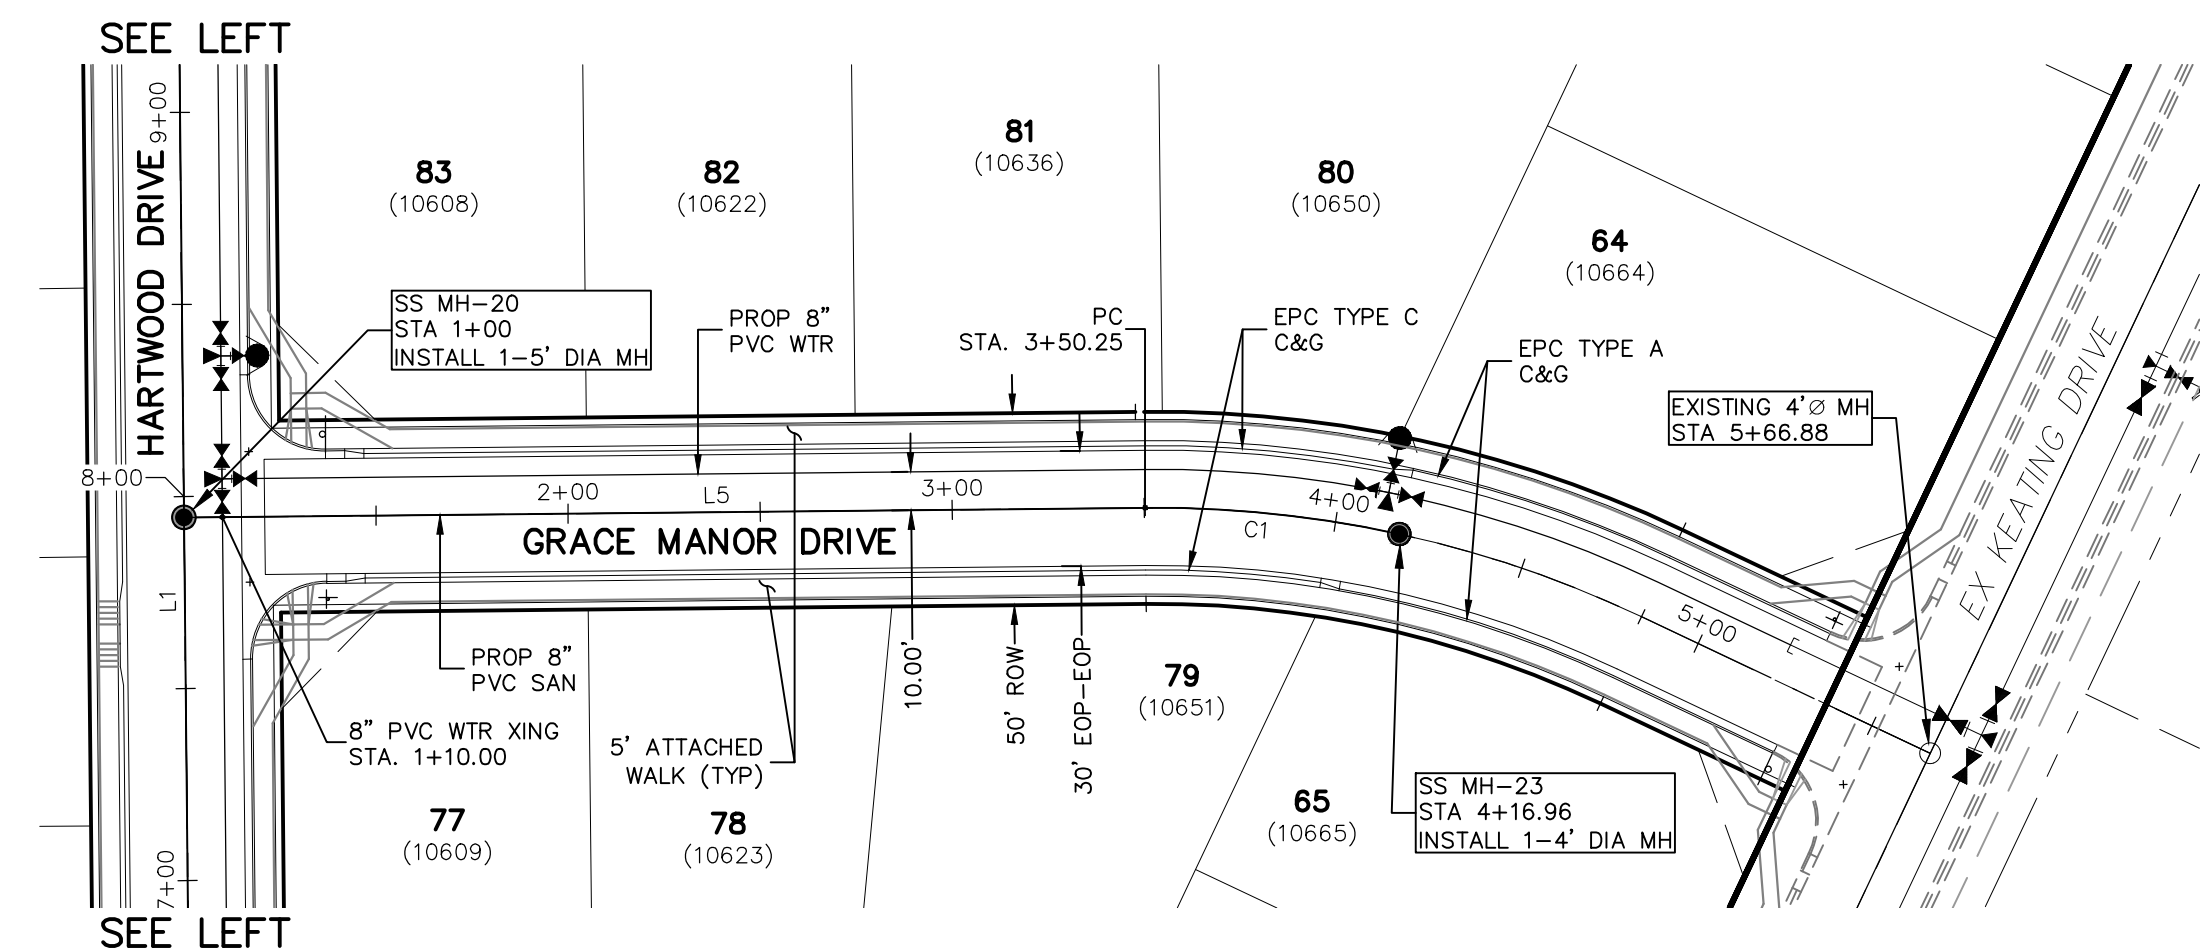 SEE LEFT
9+00
HARTWOOD DRIVE
8+00
L1
7+00
SEE LEFT
83
(10608)
82
(10622)
81
(10636)
80
(10650)
64
(10664)
SS MH-20
STA 1+00
INSTALL 1-5' DIA MH
PROP 8"
PVC WTR
PC
STA. 3+50.25
EPC TYPE C
C&G
EPC TYPE A
C&G
EXISTING 4'Ø MH
STA 5+66.88
EX KEATING DRIVE
2+00
L5
3+00
4+00
C1
5+00
GRACE MANOR DRIVE
PROP 8"
PVC SAN
8" PVC WTR XING
STA. 1+10.00
5' ATTACHED
WALK (TYP)
10.00'
50' ROW
30' EOP-EOP
79
(10651)
77
(10609)
78
(10623)
65
(10665)
SS MH-23
STA 4+16.96
INSTALL 1-4' DIA MH